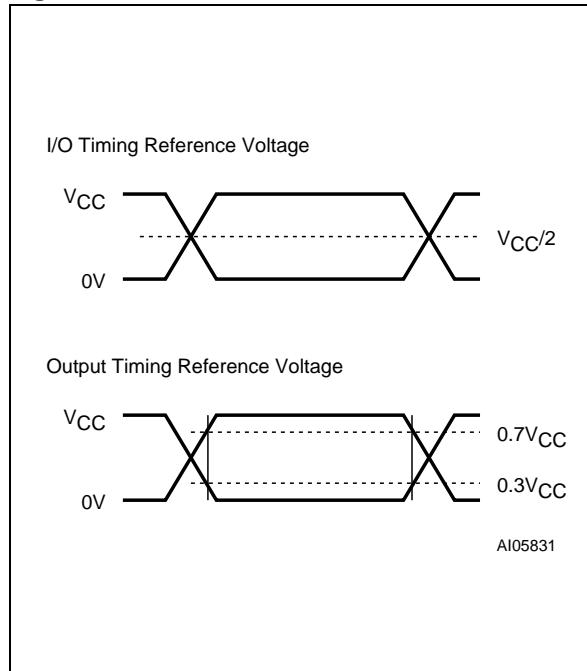 I/O Timing Reference Voltage
VCC
VCC/2
0V
Output Timing Reference Voltage
VCC
0.7VCC
0.3VCC
0V
AI05831